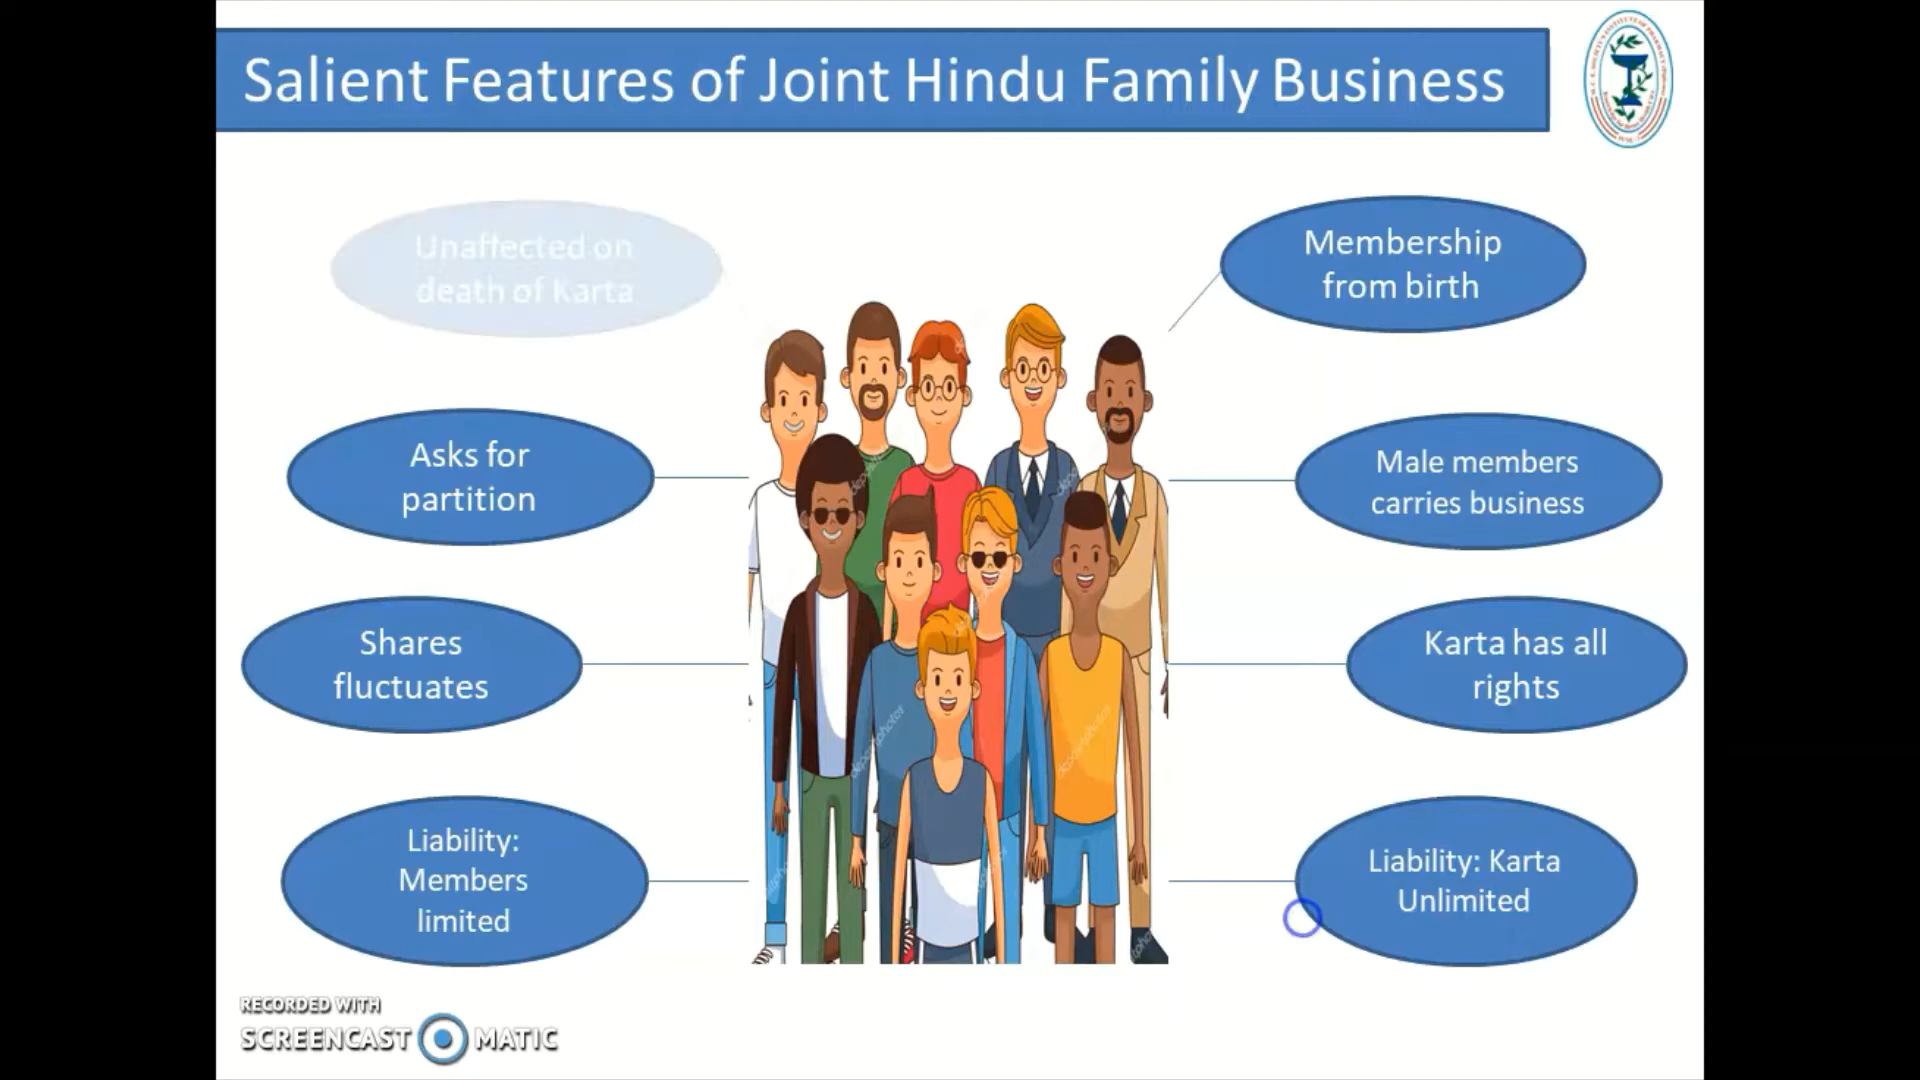 Salient Features of Joint Hindu Family Business
Unaffected on
death of Karta
Membership
from birth
Asks for
partition
Male members
carries business
Shares
fluctuates
Karta has all
rights
Liability:
Members
limited
Liability: Karta
Unlimited
RECORDED WITH
SCREENCAST MATIC
depositphotos